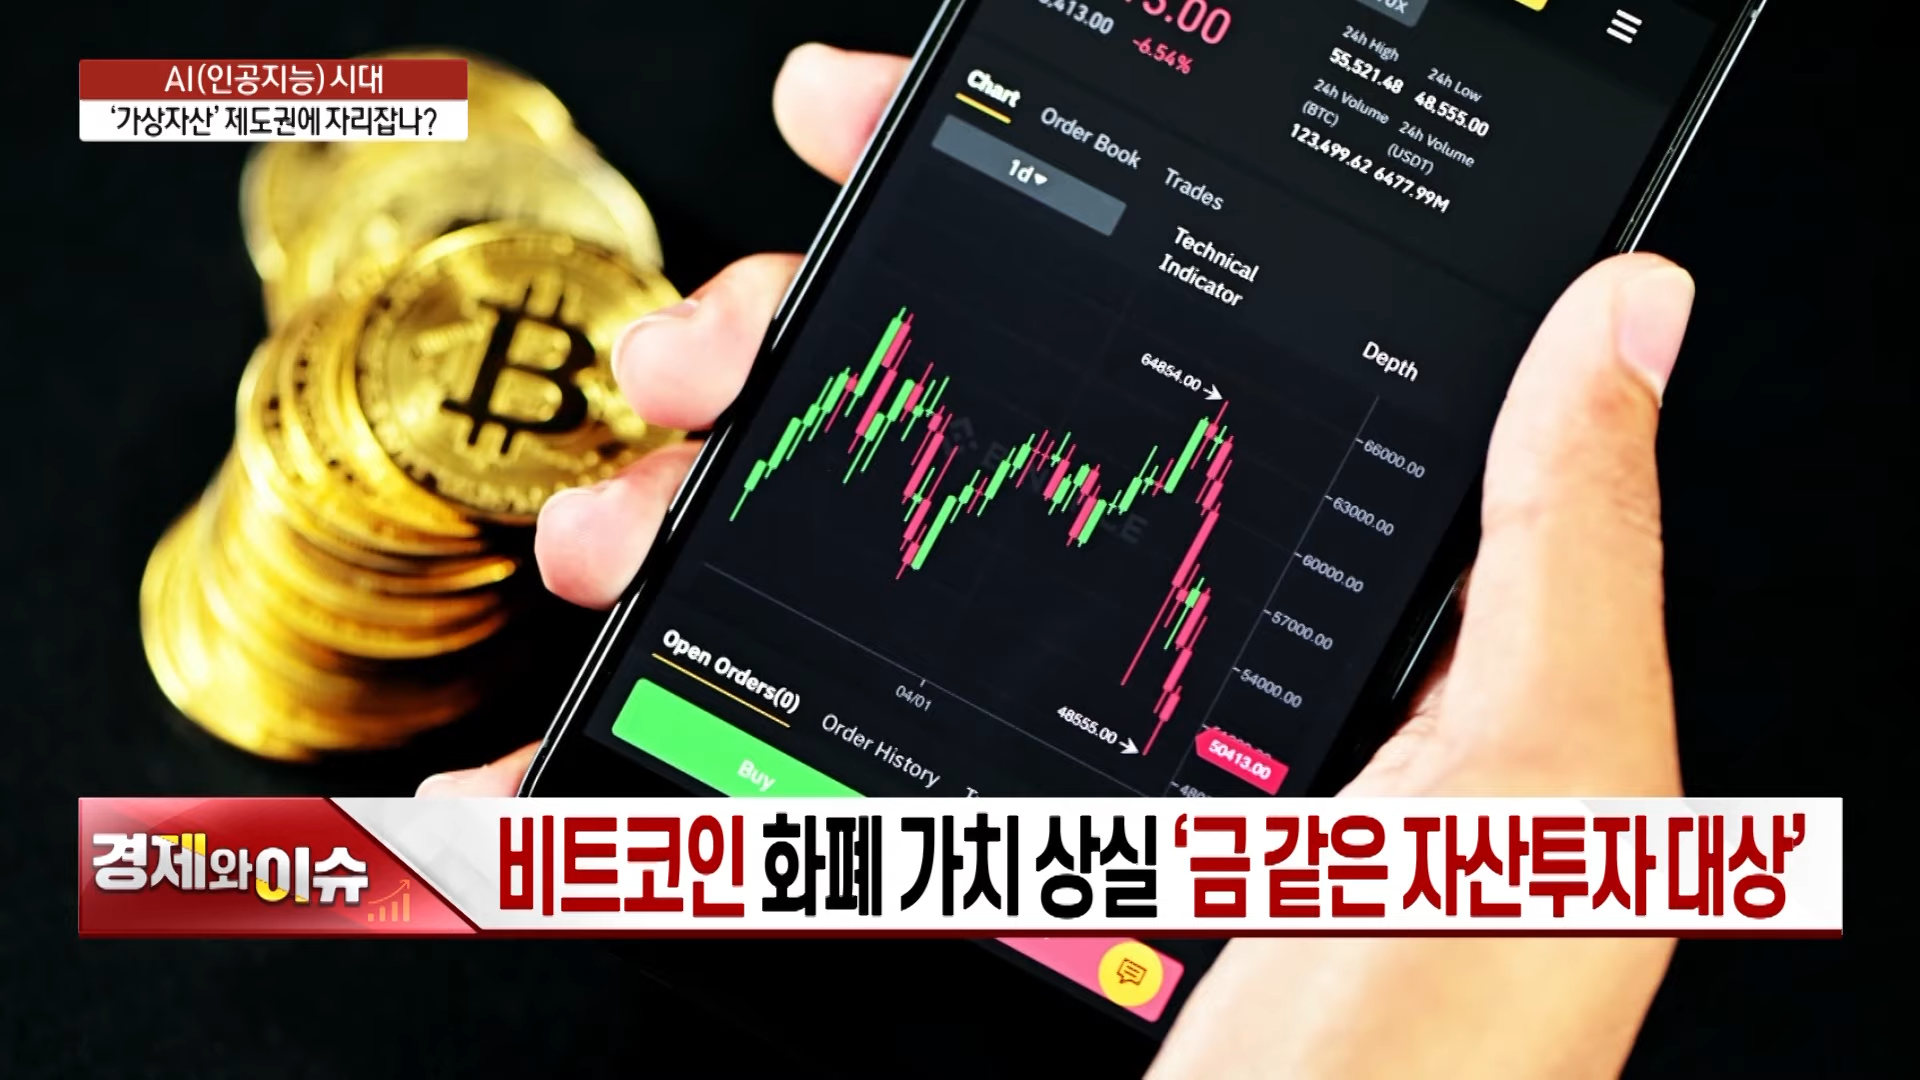 AI(인공지능) 시대
‘가상자산’ 제도권에 자리잡나?
413.00
-6.54%
24h High
55,521.48
24h Low
48,555.00
24h Volume
(BTC)
123,499.62
24h Volume
(USDT)
6477.99M
Chart
Order Book
Trades
1d
Technical
Indicator
Depth
64854.00
66000.00
63000.00
60000.00
57000.00
54000.00
50413.00
48555.00
04/01
Open Orders(0)
Order History
Buy
경제와이슈
비트코인 화폐 가치 상실 ‘금 같은 자산투자 대상’